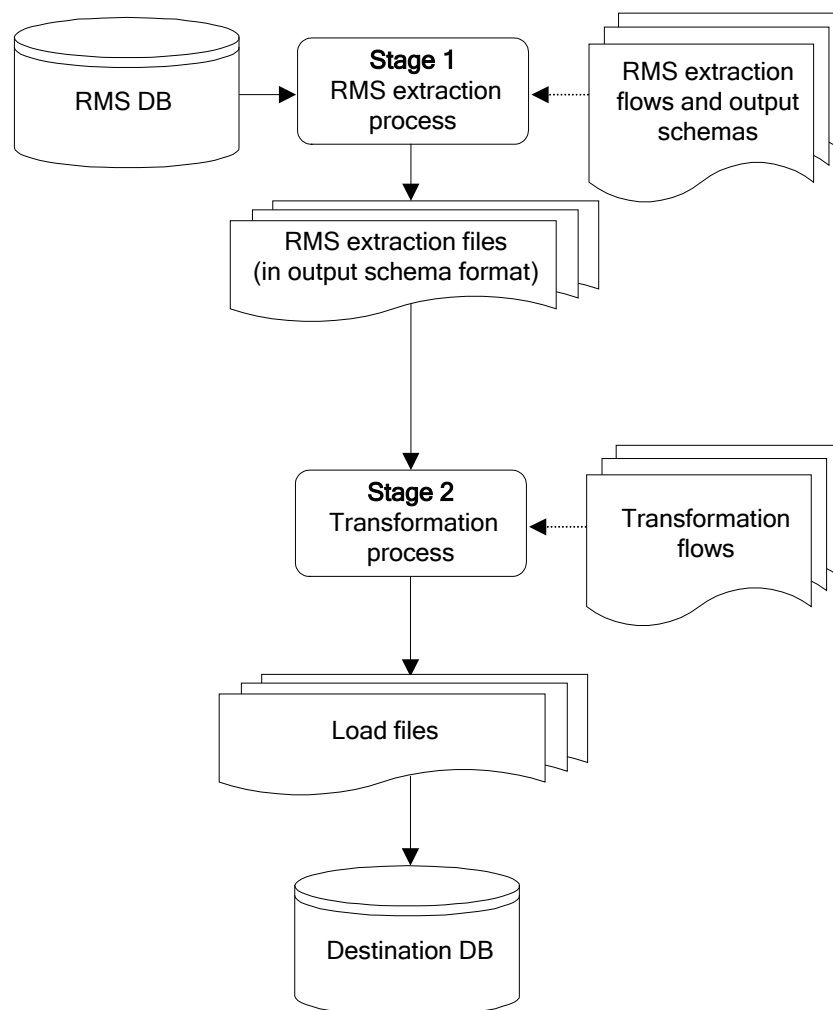 RMS DB
Stage 1
RMS extraction
process
RMS extraction
flows and output
schemas
RMS extraction files
(in output schema format)
Stage 2
Transformation
process
Transformation
flows
Load files
Destination DB